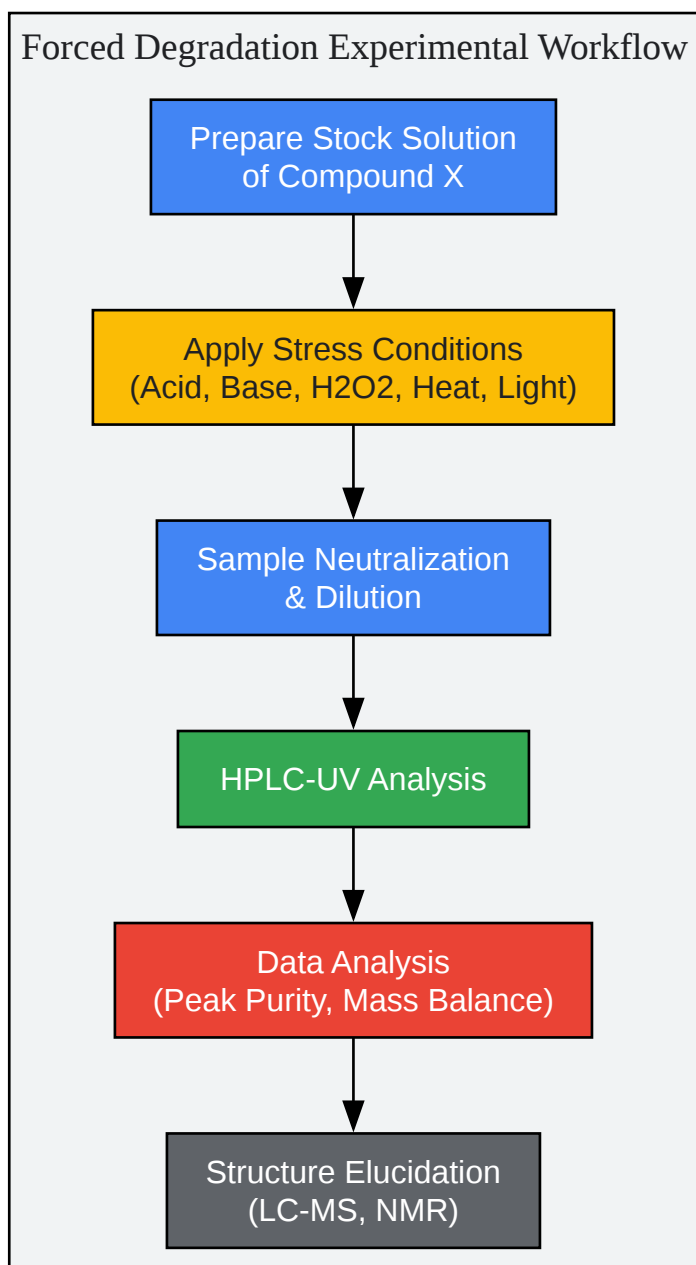 Forced Degradation Experimental Workflow
Prepare Stock Solution
of Compound X
Apply Stress Conditions
(Acid, Base, H2O2, Heat, Light)
Sample Neutralization
& Dilution
HPLC-UV Analysis
Data Analysis
(Peak Purity, Mass Balance)
Structure Elucidation
(LC-MS, NMR)